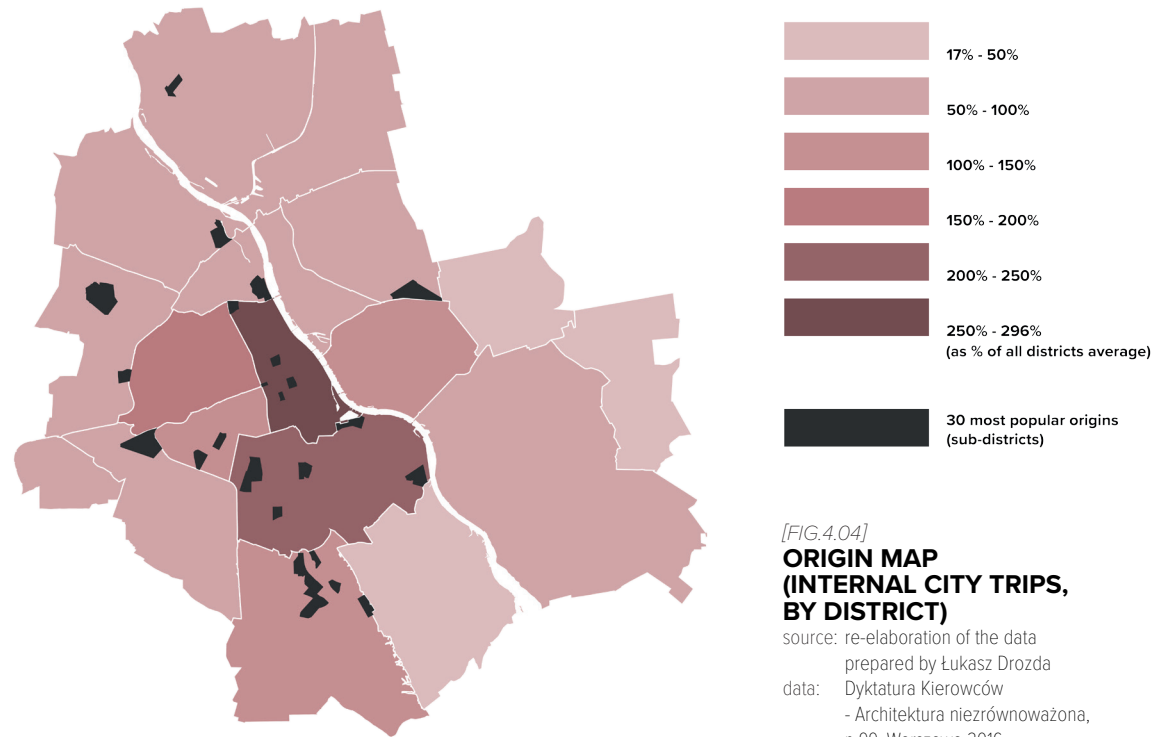 17% - 50%
50% - 100%
100% - 150%
150% - 200%
200% - 250%
250% - 296%
(as % of all districts average)
30 most popular origins
(sub-districts)
[FIG.4.04]
ORIGIN MAP
(INTERNAL CITY TRIPS,
BY DISTRICT)
source: re-elaboration of the data
prepared by Łukasz Drozda
data: Dyktatura Kierowców
- Architektura niezrównoważona,
Warszawa 2016